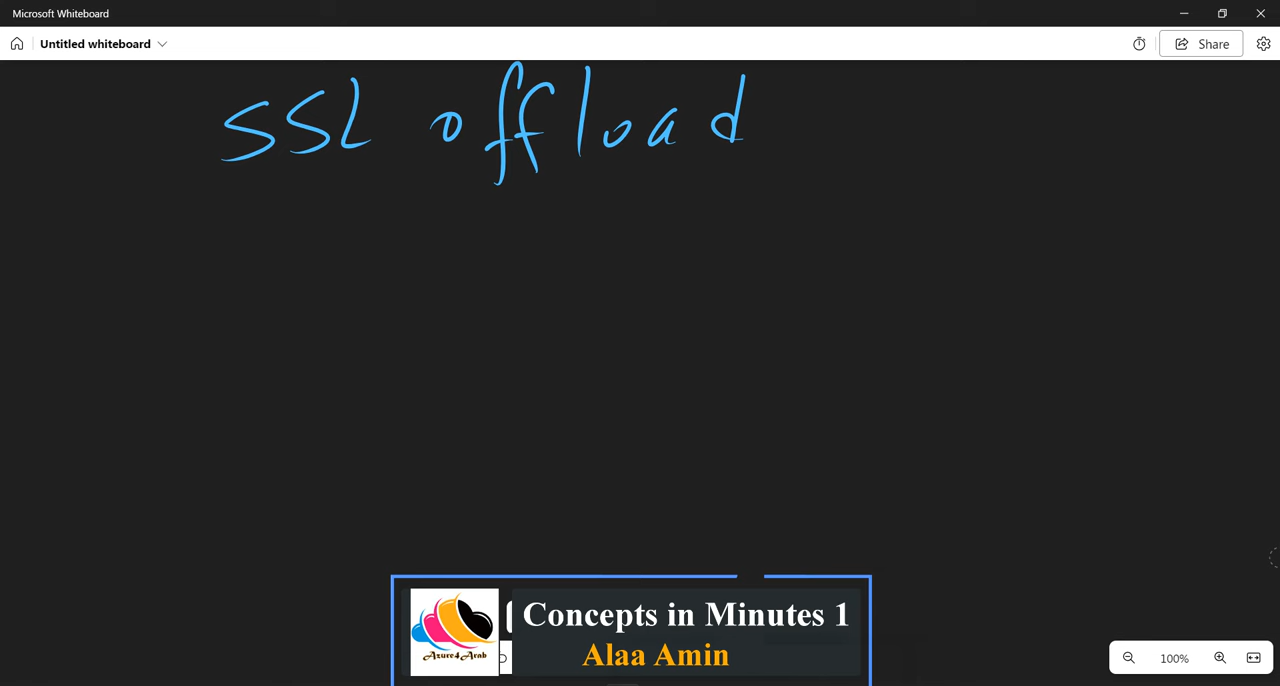 Microsoft Whiteboard
Untitled whiteboard
Share
SSL offload
Concepts in Minutes 1
Alaa Amin
Azure4Arab
100%